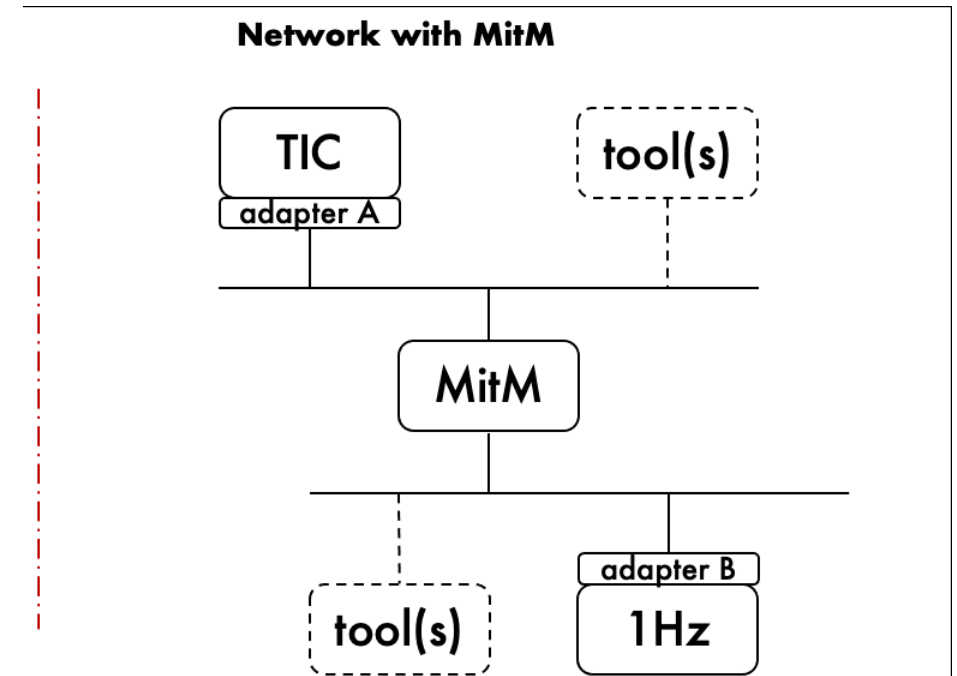 Network with MitM
TIC
tool(s)
adapter A
MitM
adapter B
tool(s)
1Hz